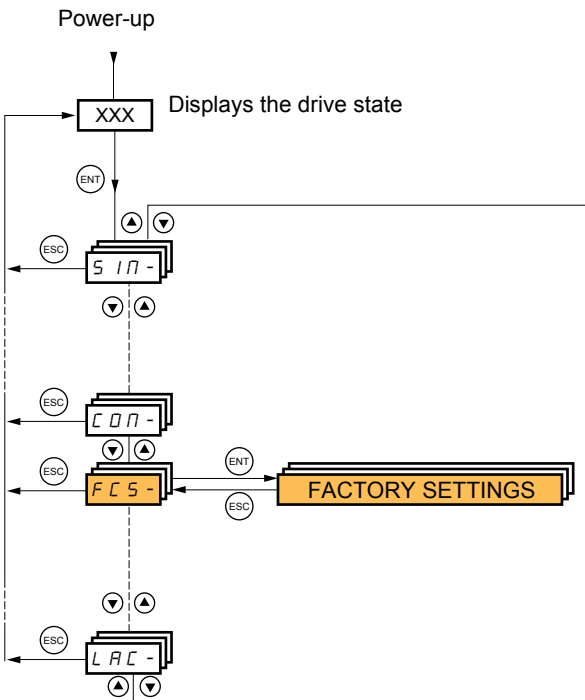 Power-up
XXX Displays the drive state
ENT
ESC
SIM-
ESC
COM-
ESC
FCS-
ENT
FACTORY SETTINGS
ESC
ESC
LAC-